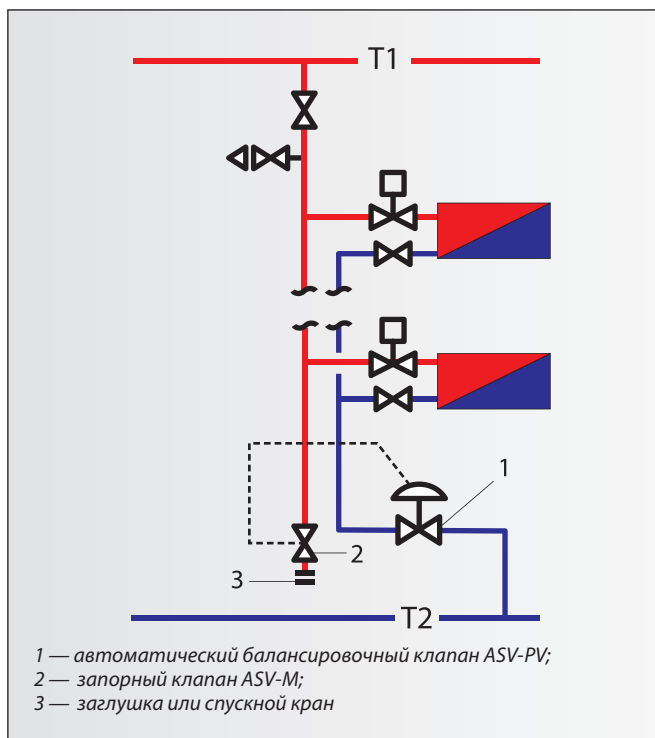 T1
1
2
3
T2
1 — автоматический балансировочный клапан ASV-PV;
2 — запорный клапан ASV-M;
3 — заглушка или спускной кран